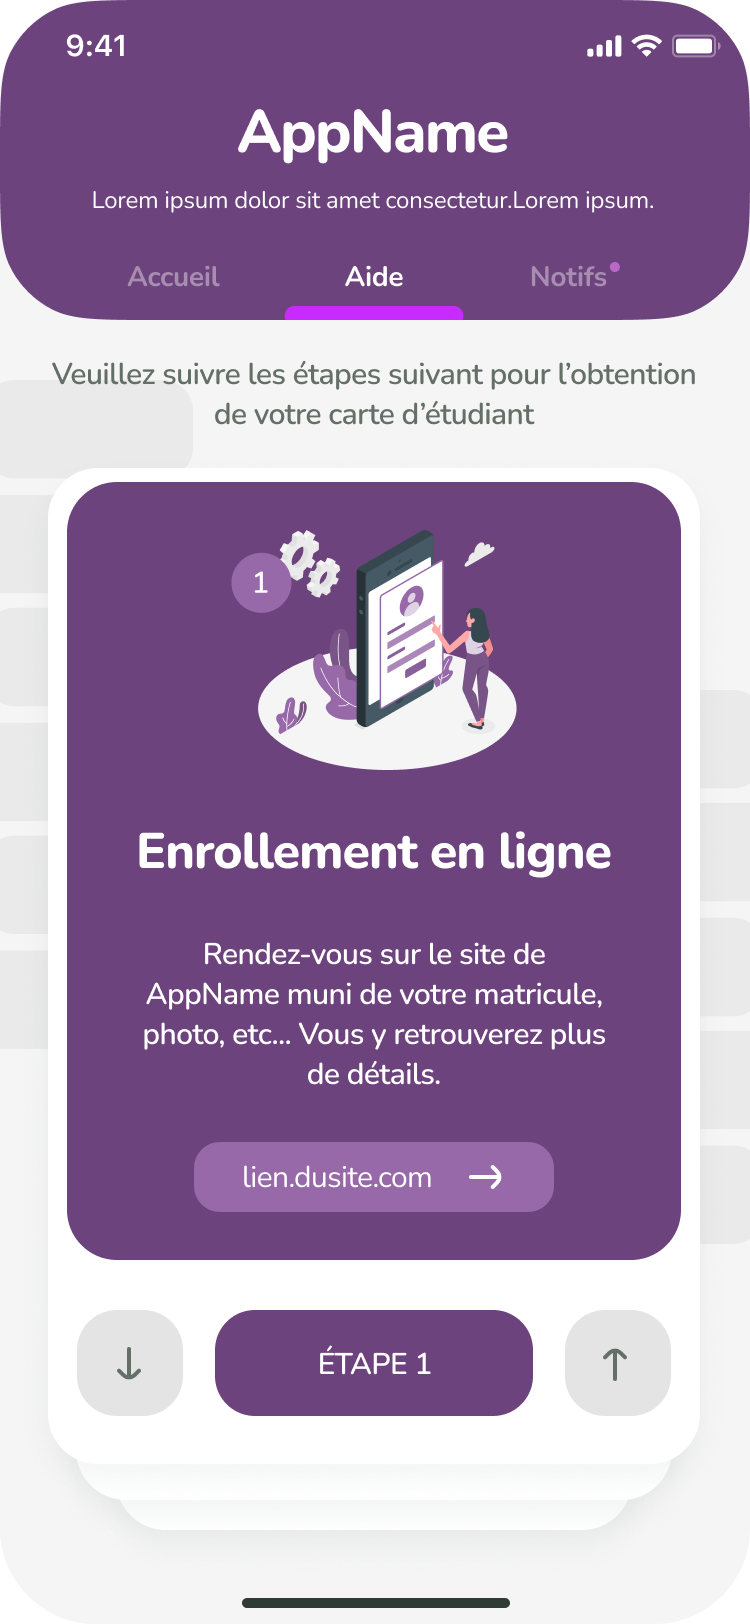 9:41
AppName
Lorem ipsum dolor sit amet consectetur.Lorem ipsum.
Accueil
Aide
Notifs
Veuillez suivre les étapes suivant pour l’obtention
de votre carte d’étudiant
1
Enrollement en ligne
Rendez-vous sur le site de
AppName muni de votre matricule,
photo, etc... Vous y retrouverez plus
de détails.
lien.dusite.com
ÉTAPE 1